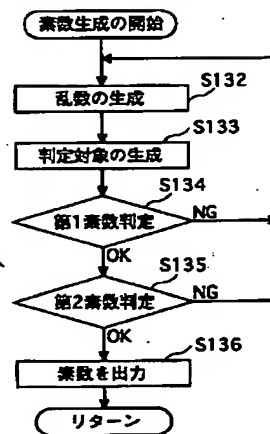 素数生成の開始
S132
乱数の生成
S133
判定対象の生成
S134
第1素数判定
NG
OK
S135
第2素数判定
NG
OK
S136
素数を出力
リターン